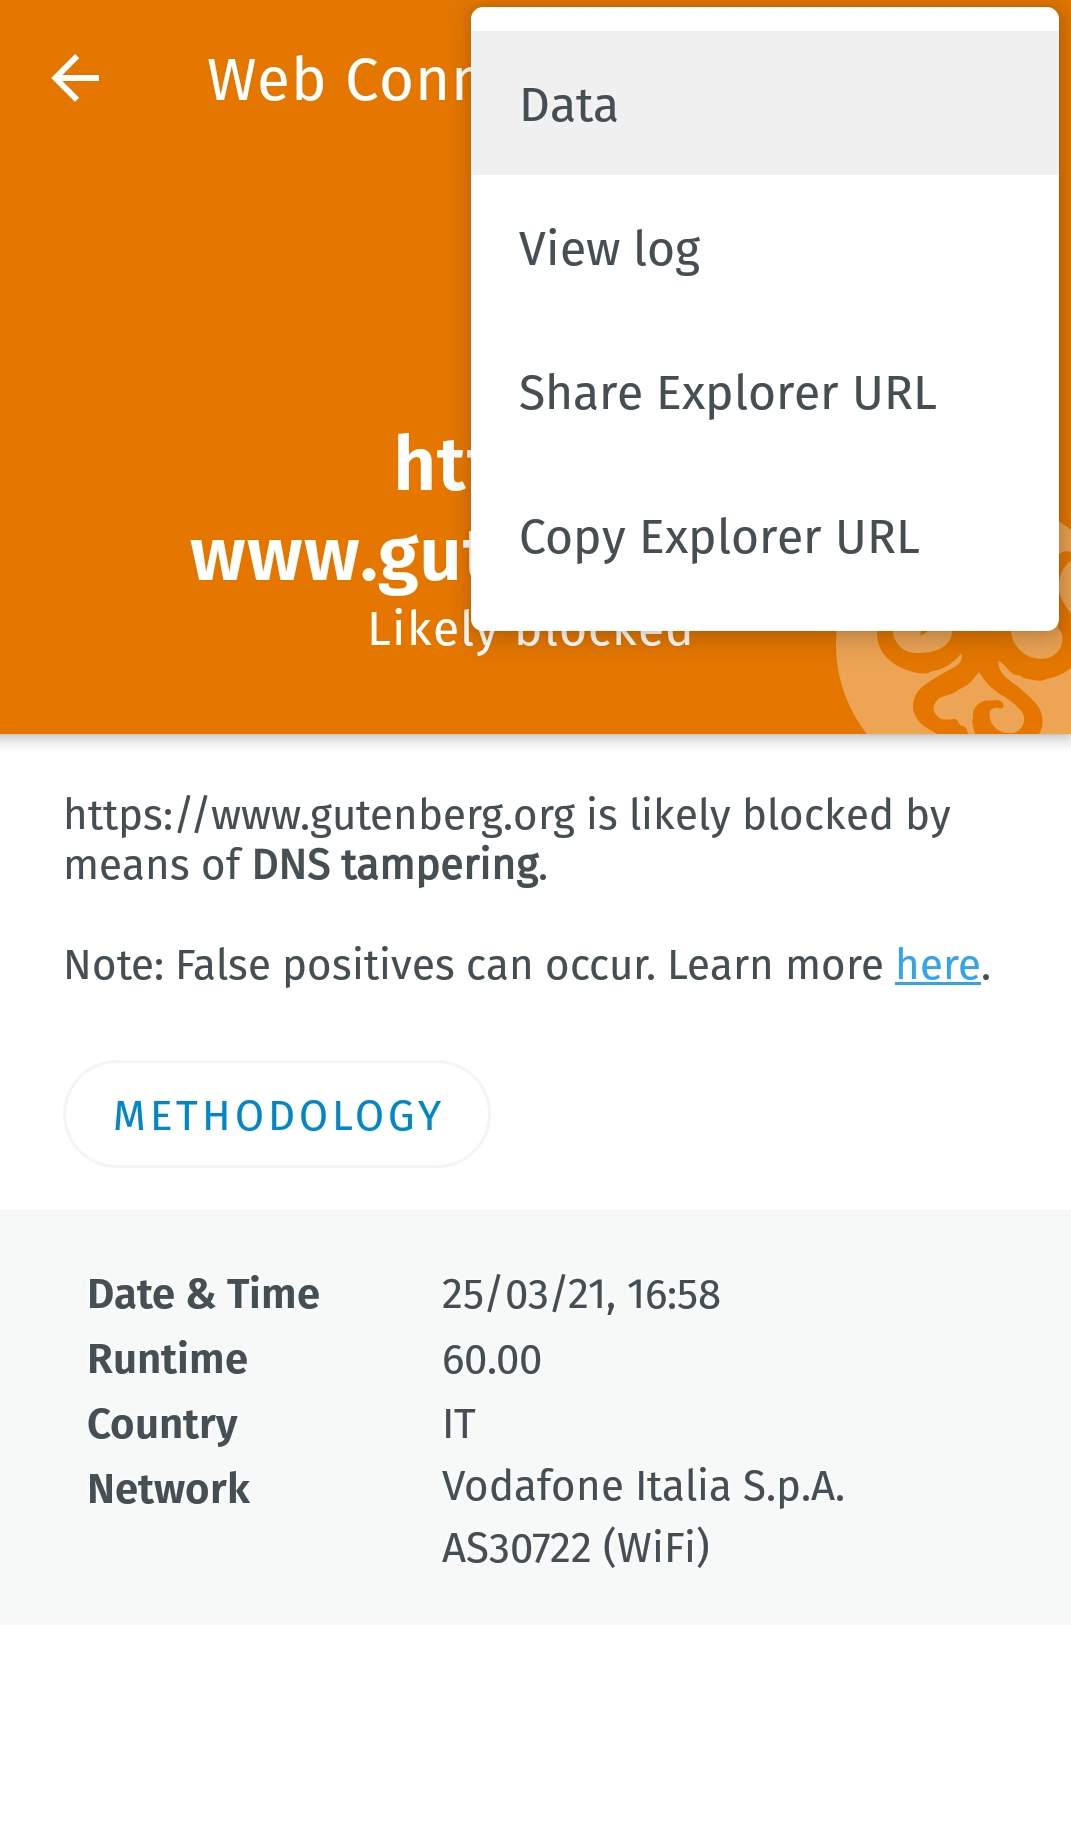 Web Conn
Data
View log
Share Explorer URL
Copy Explorer URL
htt
www.gut
Likely blocked
https://www.gutenberg.org is likely blocked by
means of DNS tampering.
Note: False positives can occur. Learn more here.
METHODOLOGY
Date & Time 25/03/21, 16:58
Runtime 60.00
Country IT
Network Vodafone Italia S.p.A.
AS30722 (WiFi)